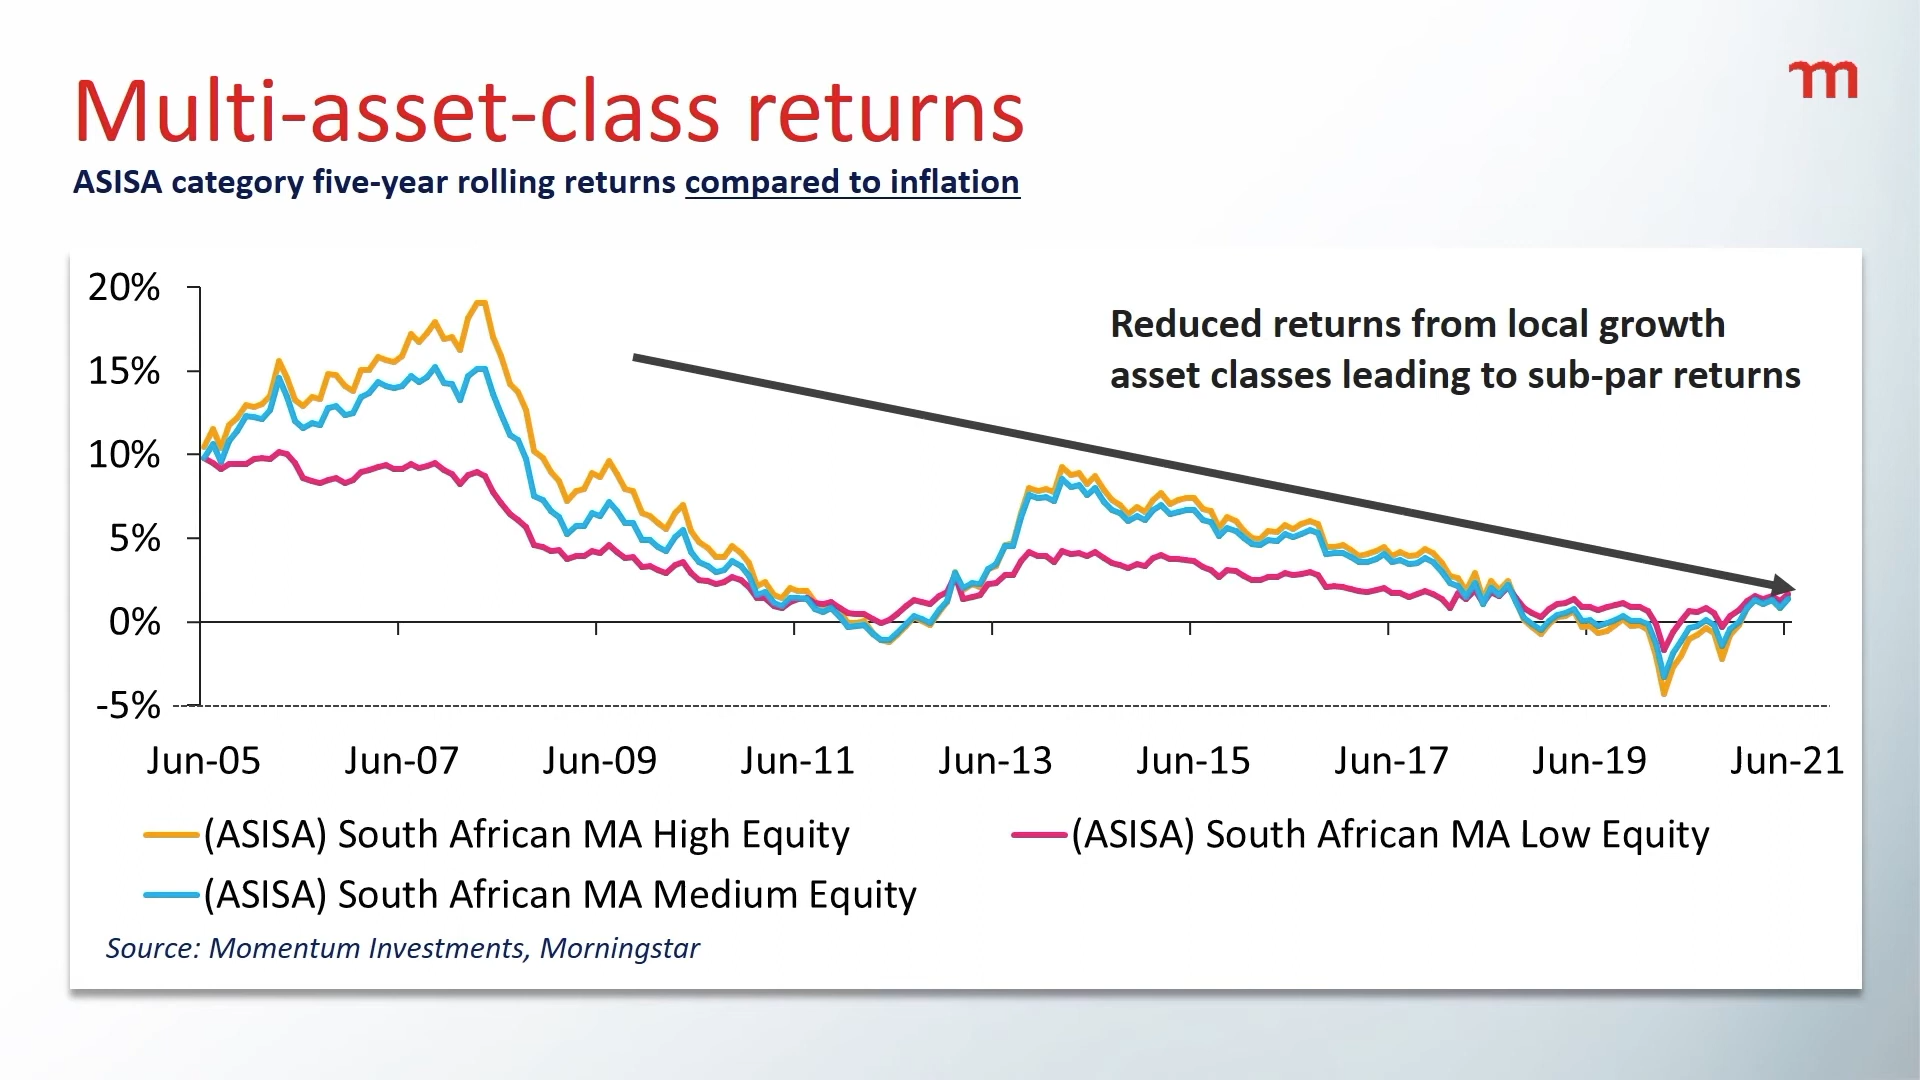 Multi-asset-class returns
m
ASISA category five-year rolling returns compared to inflation
20%
15%
10%
5%
0%
-5%
Reduced returns from local growth
asset classes leading to sub-par returns
Jun-05 Jun-07 Jun-09 Jun-11 Jun-13 Jun-15 Jun-17 Jun-19 Jun-21
(ASISA) South African MA High Equity
(ASISA) South African MA Low Equity
(ASISA) South African MA Medium Equity
Source: Momentum Investments, Morningstar